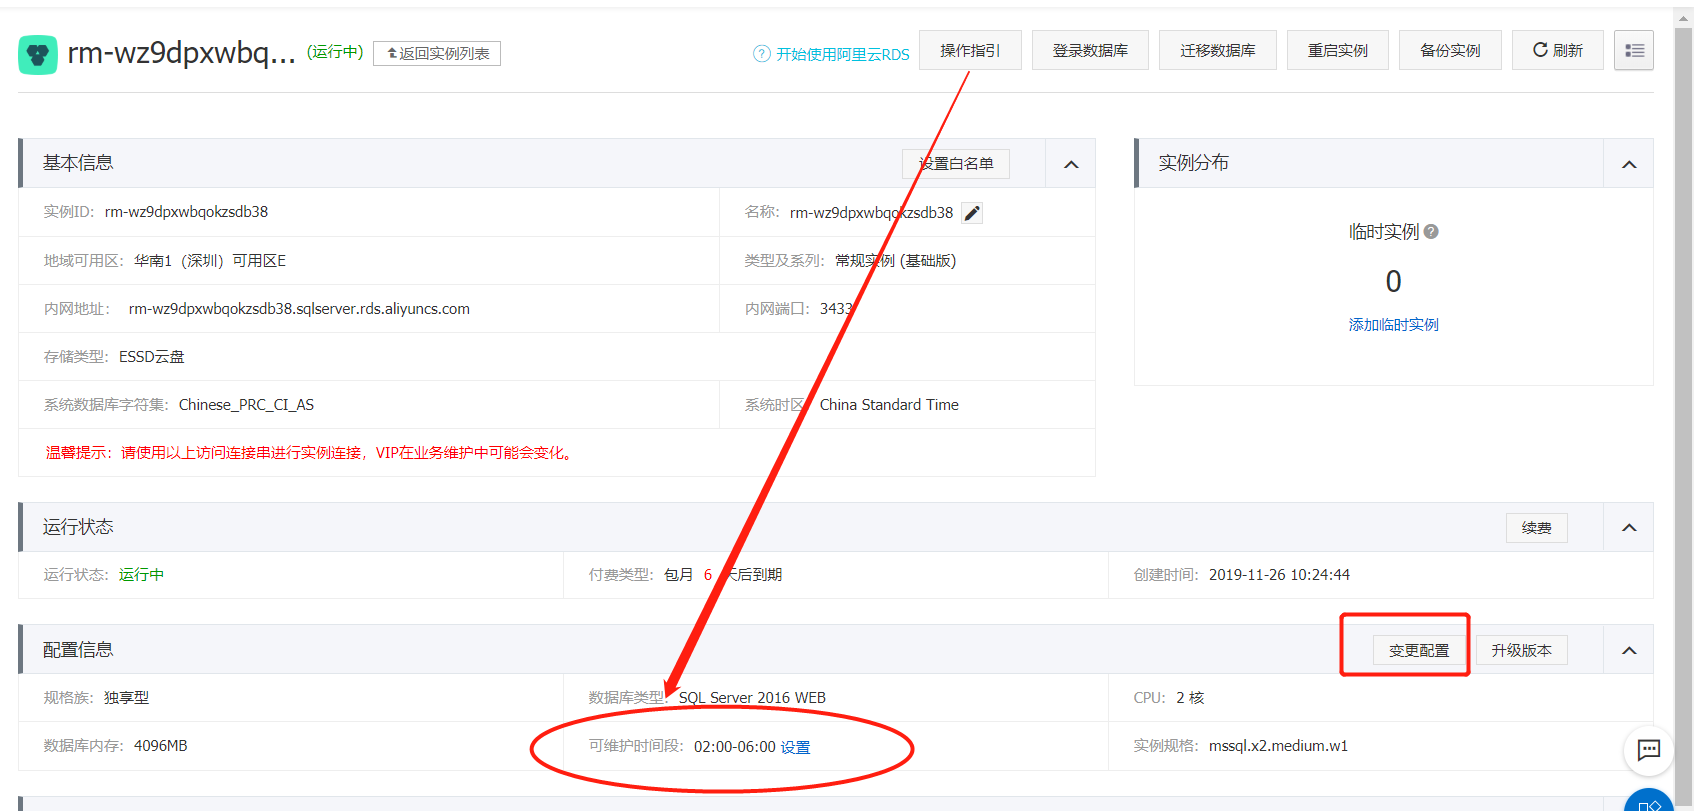 rm-wz9dpxwbq... (运行中) 返回实例列表 开始使用阿里云RDS 操作指引 登录数据库 迁移数据库 重启实例 备份实例 刷新
基本信息 设置白名单
实例ID: rm-wz9dpxwbqokzsdb38 名称: rm-wz9dpxwbqokzsdb38
地域可用区: 华南1（深圳）可用区E 类型及系列: 常规实例 (基础版)
内网地址: rm-wz9dpxwbqokzsdb38.sqlserver.rds.aliyuncs.com 内网端口: 3433
存储类型: ESSD云盘
系统数据库字符集: Chinese_PRC_CI_AS 系统时区: China Standard Time
温馨提示：请使用以上访问连接串进行实例连接，VIP在业务维护中可能会变化。
实例分布
临时实例
0
添加临时实例
运行状态 续费
运行状态: 运行中 付费类型: 包月 6 天后到期 创建时间: 2019-11-26 10:24:44
配置信息 变更配置 升级版本
规格族: 独享型 数据库类型: SQL Server 2016 WEB CPU: 2 核
数据库内存: 4096MB 可维护时间段: 02:00-06:00 设置 实例规格: mssql.x2.medium.w1